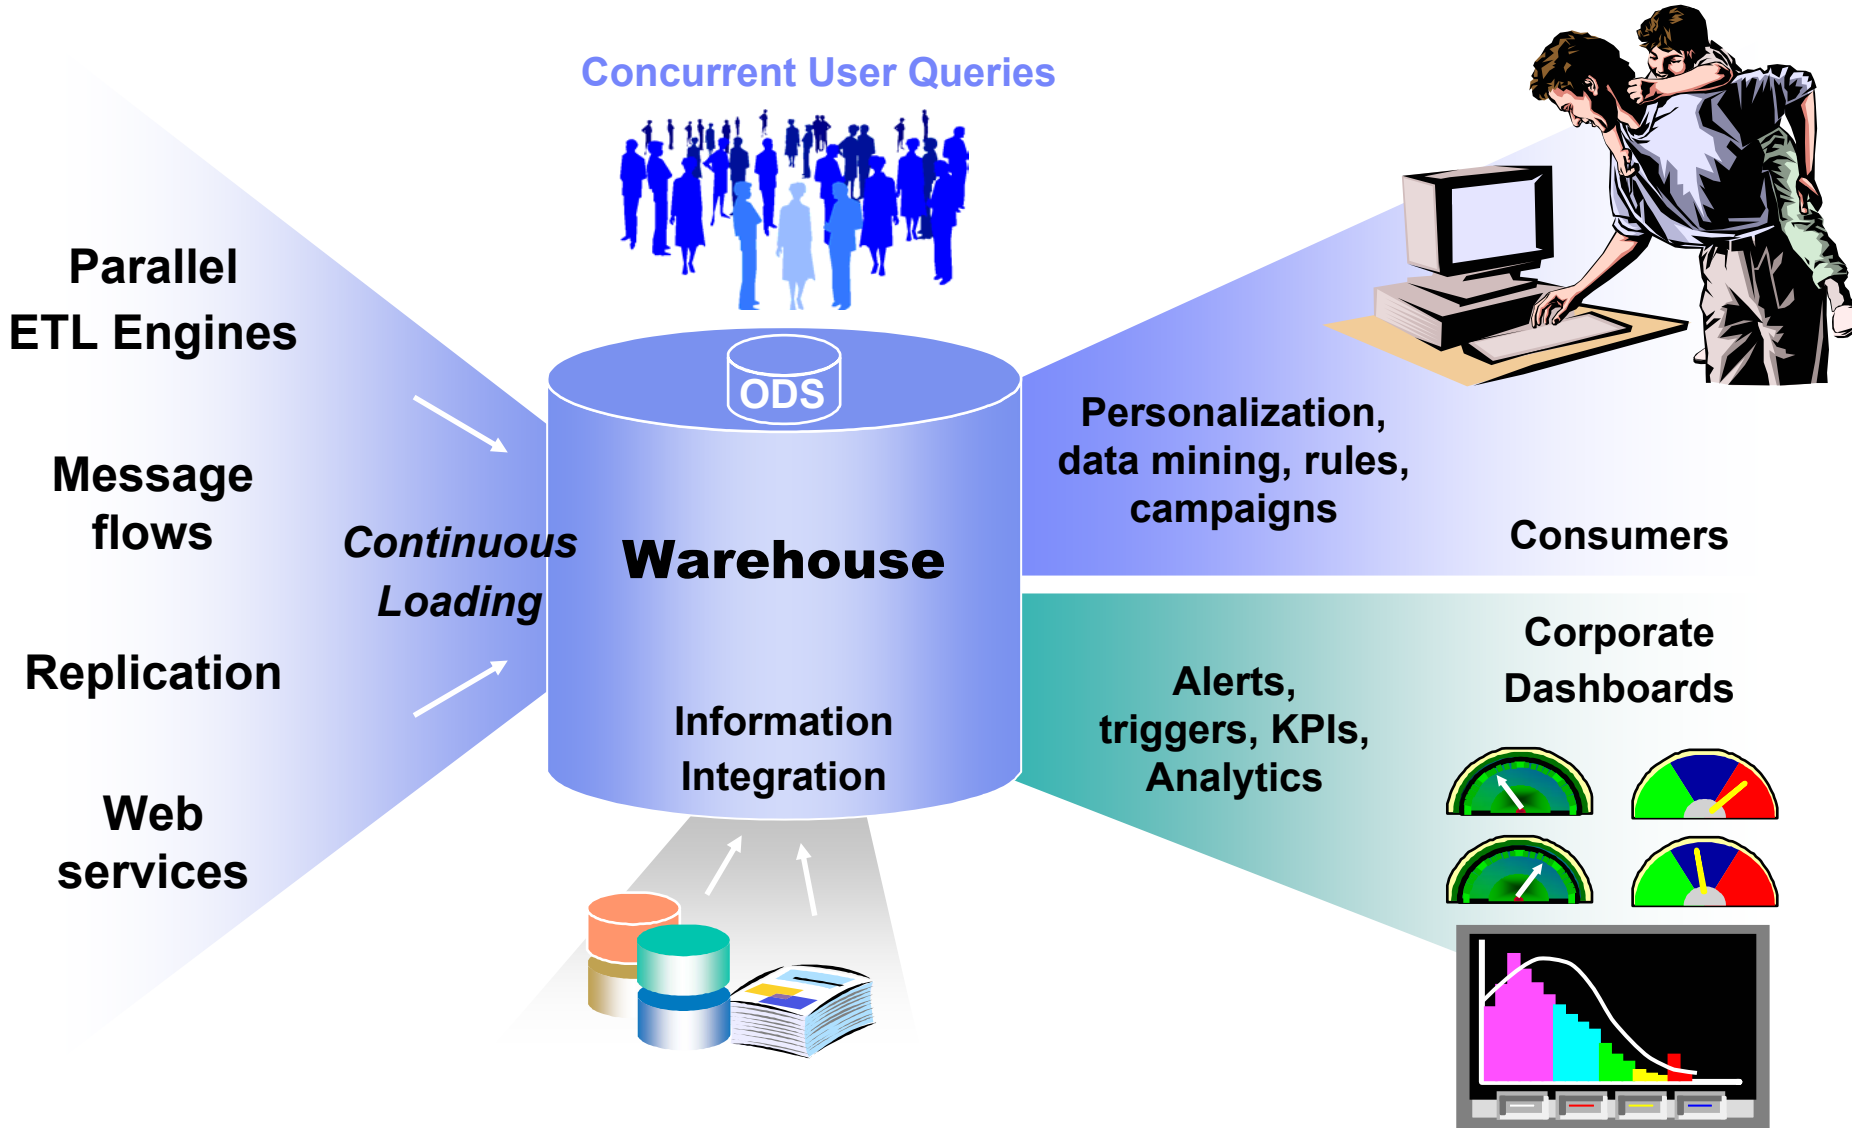 Concurrent User Queries
Parallel
ETL Engines
Message
flows
Replication
Web
services
Continuous
Loading
ODS
Warehouse
Information
Integration
Personalization,
data mining, rules,
campaigns
Consumers
Corporate
Dashboards
Alerts,
triggers, KPIs,
Analytics